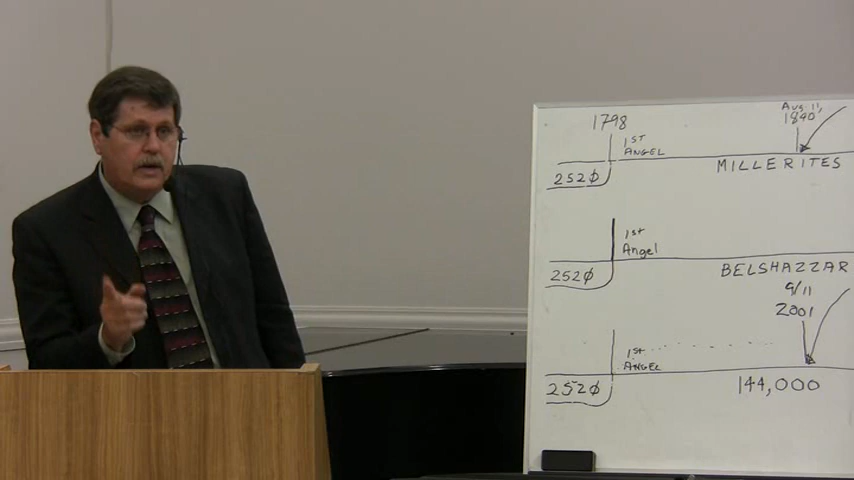 Aug. 11,
1798
1840
1ST
ANGEL
2520
MILLERITES
1st
Angel
2520
BELSHAZZAR
9/11
2001
1st
ANGEL
2520
144,000